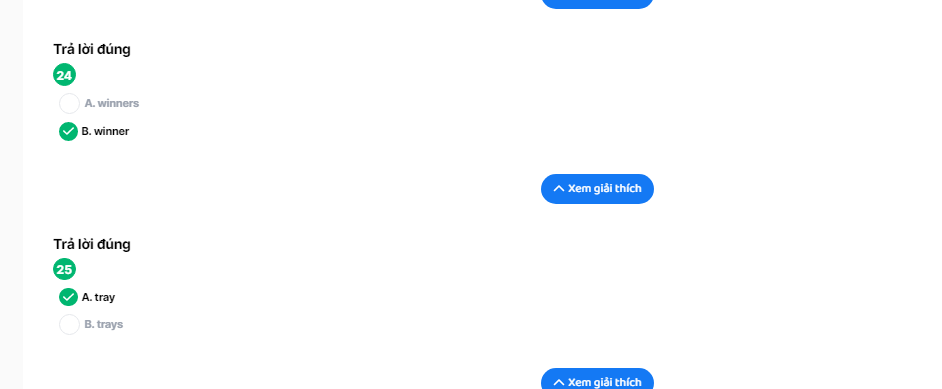 Trả lời đúng
24
A. winners
B. winner
Xem giải thích
Trả lời đúng
25
A. tray
B. trays
Xem giải thích